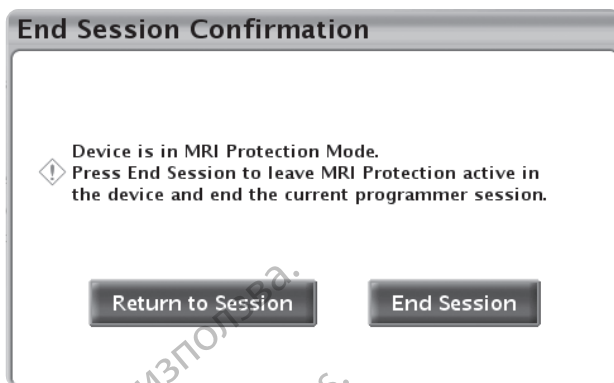 End Session Confirmation
Device is in MRI Protection Mode.
Press End Session to leave MRI Protection active in
the device and end the current programmer session.
Return to Session
End Session
използва.